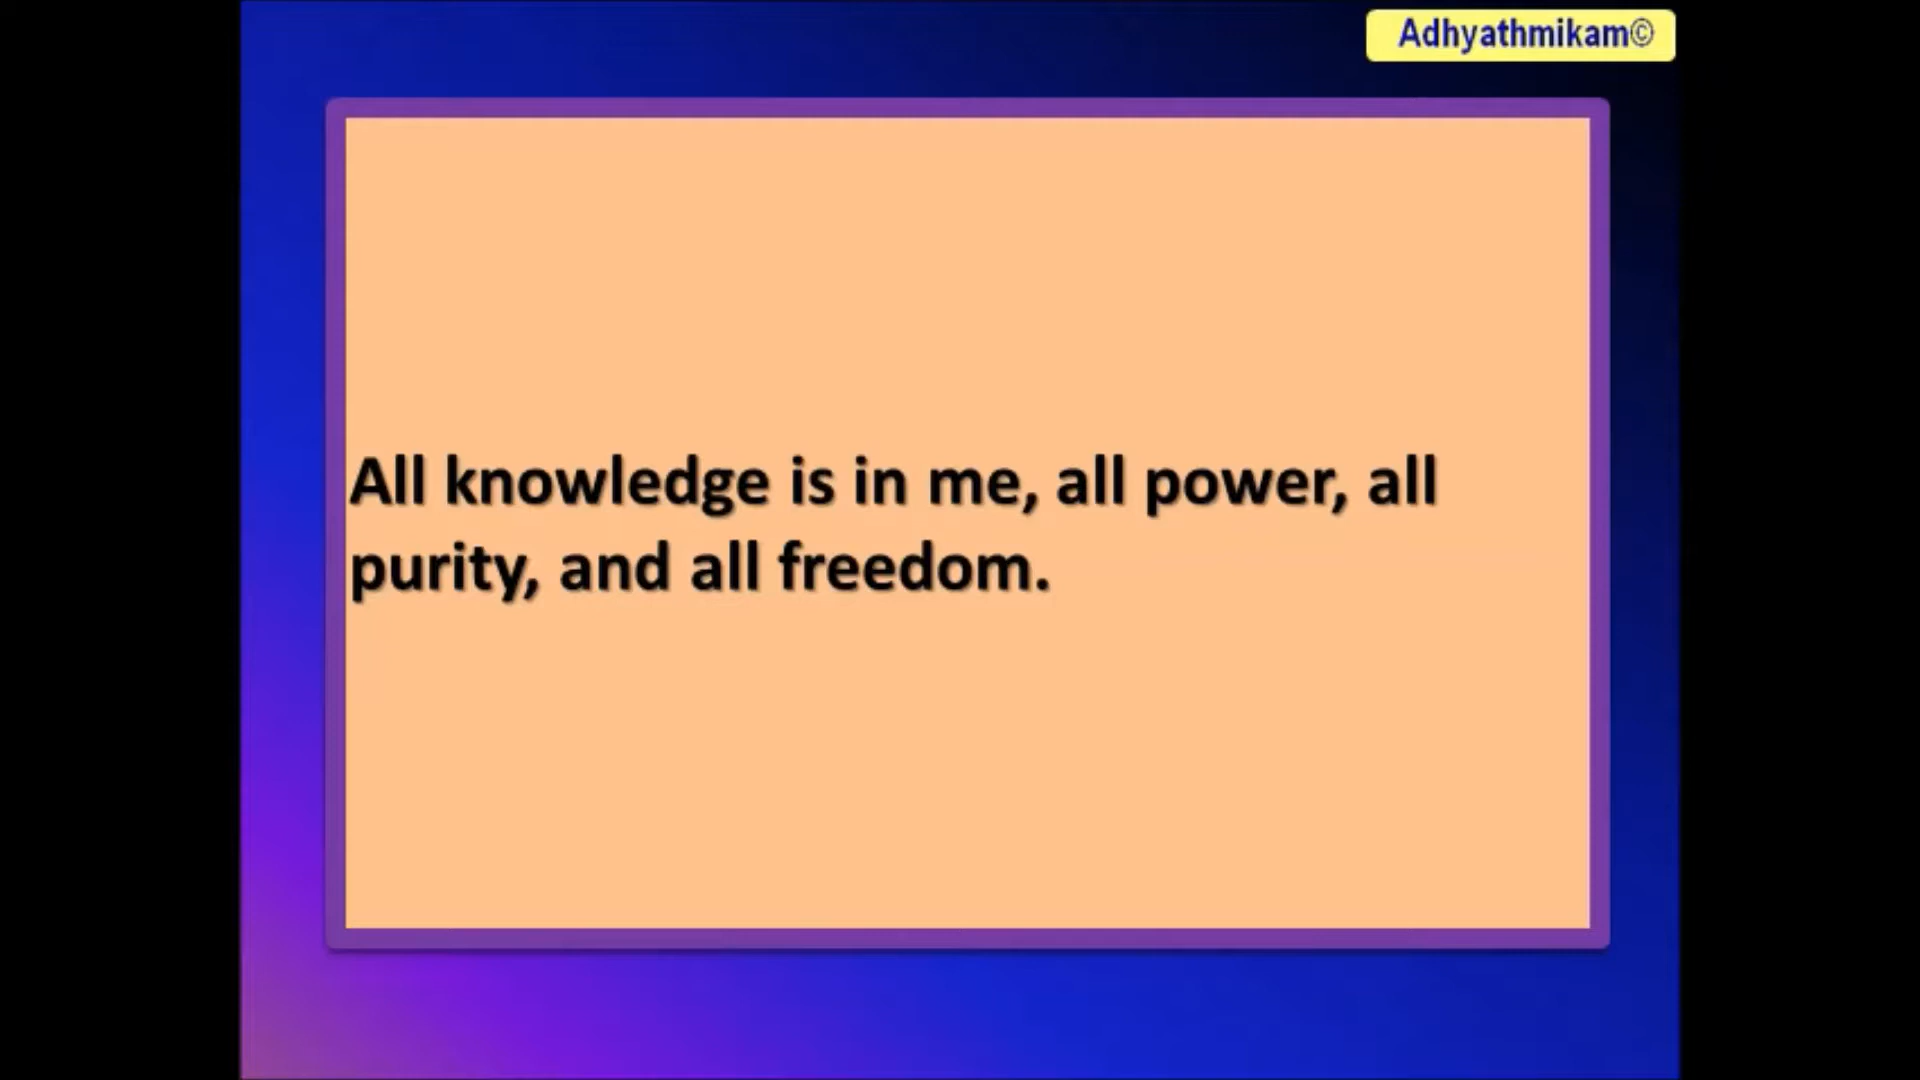 Adhyathmikam©
All knowledge is in me, all power, all
purity, and all freedom.